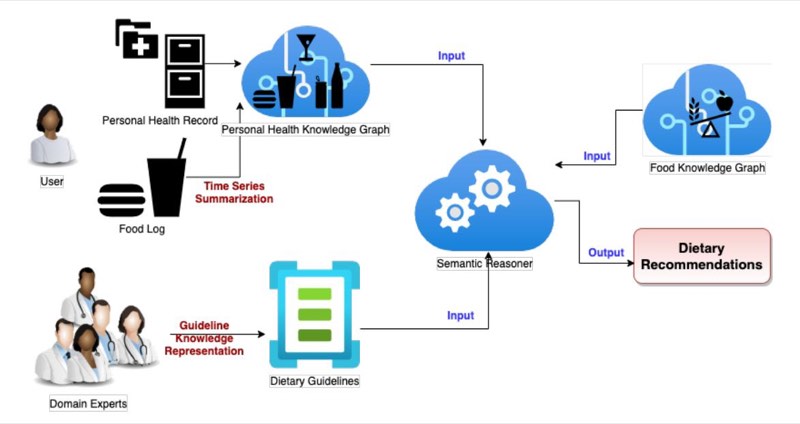 Input
Personal Health Record
Personal Health Knowledge Graph
Input
Food Knowledge Graph
User
Time Series
Summarization
Food Log
Semantic Reasoner
Output
Dietary
Recommendations
Input
Guideline
Knowledge
Representation
Dietary Guidelines
Domain Experts